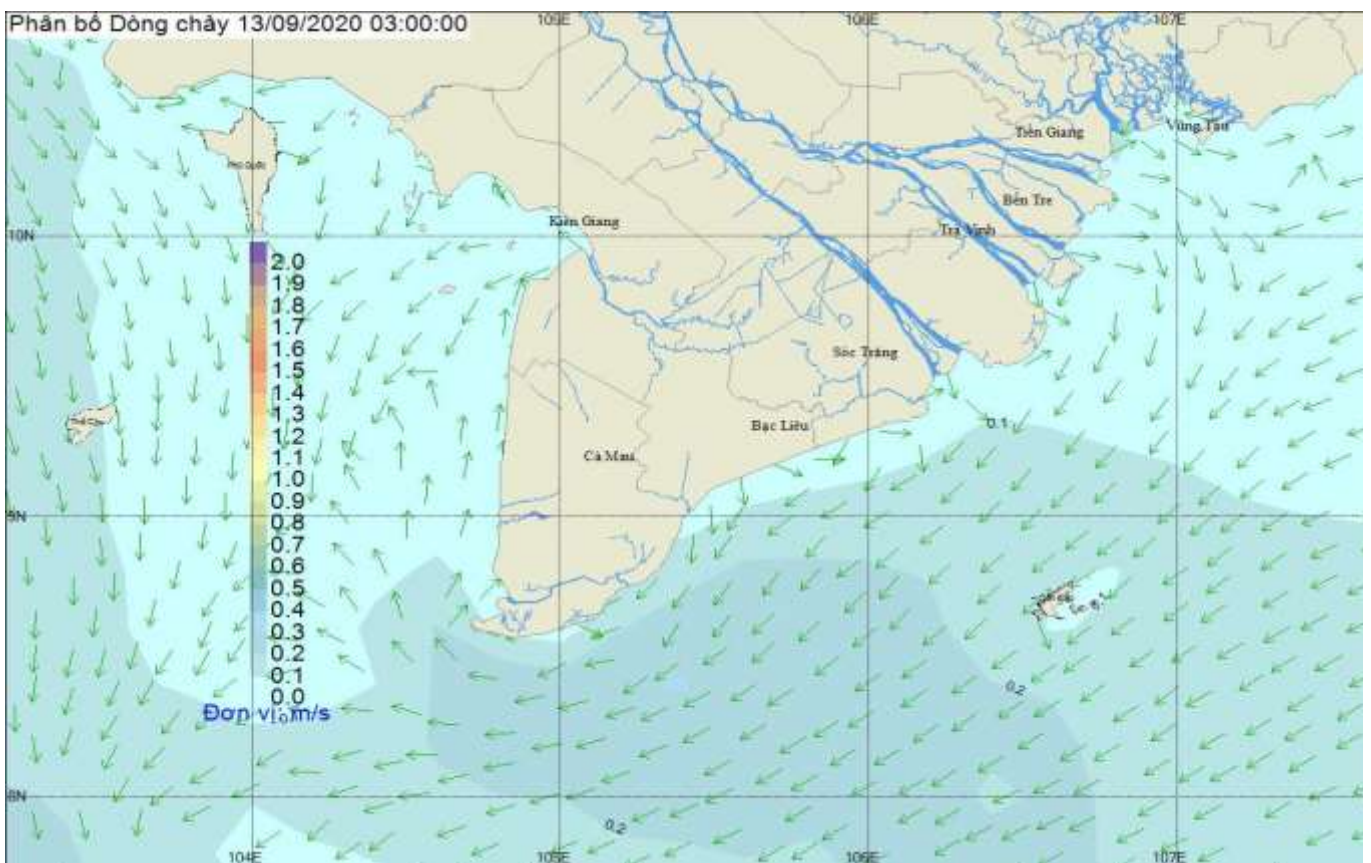 Phân bố Dòng chảy 13/09/2020 03:00:00
105E
106E
107E
Vũng Tàu
Tiền Giang
Bến Tre
Trà Vinh
Kiên Giang
10N
2.0
1.9
1.8
1.7
1.6
1.5
1.4
1.3
1.2
1.1
1.0
0.9
0.8
0.7
0.6
0.5
0.4
0.3
0.2
0.1
0.0
Đơn vị: m/s
Sóc Trăng
Bạc Liêu
Cà Mau
0.1
9N
0.2
8N
0.2
104E
105E
106E
107E